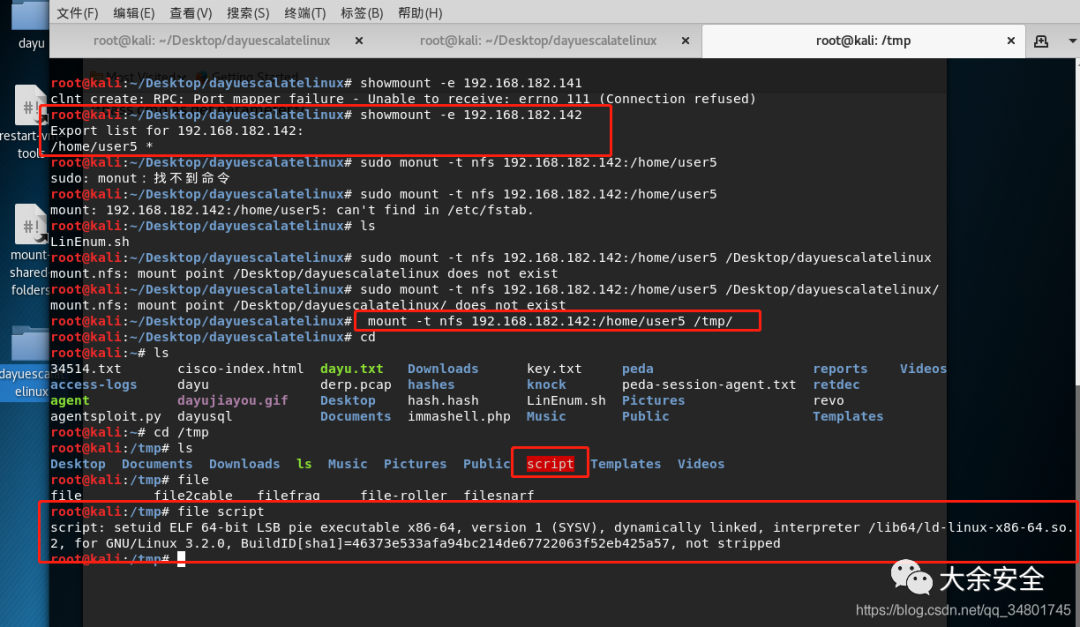 文件(F) 编辑(E) 查看(V) 搜索(S) 终端(T) 标签(B) 帮助(H)
root@kali: ~/Desktop/dayuescalatelinux × root@kali: ~/Desktop/dayuescalatelinux × root@kali: /tmp ×
dayu
restart-v
tools
mount-
shared-
folders
dayuesca
elinux
root@kali:~/Desktop/dayuescalatelinux# showmount -e 192.168.182.141
clnt_create: RPC: Port mapper failure - Unable to receive: errno 111 (Connection refused)
root@kali:~/Desktop/dayuescalatelinux# showmount -e 192.168.182.142
Export list for 192.168.182.142:
/home/user5 *
root@kali:~/Desktop/dayuescalatelinux# sudo monut -t nfs 192.168.182.142:/home/user5
sudo: monut：找不到命令
root@kali:~/Desktop/dayuescalatelinux# sudo mount -t nfs 192.168.182.142:/home/user5
mount: 192.168.182.142:/home/user5: can't find in /etc/fstab.
root@kali:~/Desktop/dayuescalatelinux# ls
LinEnum.sh
root@kali:~/Desktop/dayuescalatelinux# sudo mount -t nfs 192.168.182.142:/home/user5 /Desktop/dayuescalatelinux
mount.nfs: mount point /Desktop/dayuescalatelinux does not exist
root@kali:~/Desktop/dayuescalatelinux# sudo mount -t nfs 192.168.182.142:/home/user5 /Desktop/dayuescalatelinux/
mount.nfs: mount point /Desktop/dayuescalatelinux/ does not exist
root@kali:~/Desktop/dayuescalatelinux# mount -t nfs 192.168.182.142:/home/user5 /tmp/
root@kali:~/Desktop/dayuescalatelinux# cd
root@kali:~# ls
34514.txt cisco-index.html dayu.txt Downloads key.txt peda reports Videos
access-logs dayu derp.pcap hashes knock peda-session-agent.txt retdec
agent dayujiayou.gif Desktop hash.hash LinEnum.sh Pictures revo
agentsploit.py dayusql Documents immashell.php Music Public Templates
root@kali:~# cd /tmp
root@kali:/tmp# ls
Desktop Documents Downloads ls Music Pictures Public script Templates Videos
root@kali:/tmp# file
file file2cable filefrag file-roller filesnarf
root@kali:/tmp# file script
script: setuid ELF 64-bit LSB pie executable x86-64, version 1 (SYSV), dynamically linked, interpreter /lib64/ld-linux-x86-64.so.
2, for GNU/Linux 3.2.0, BuildID[sha1]=46373e533afa94bc214de67722063f52eb425a57, not stripped
root@kali:/tmp#
大余安全
https://blog.csdn.net/qq_34801745